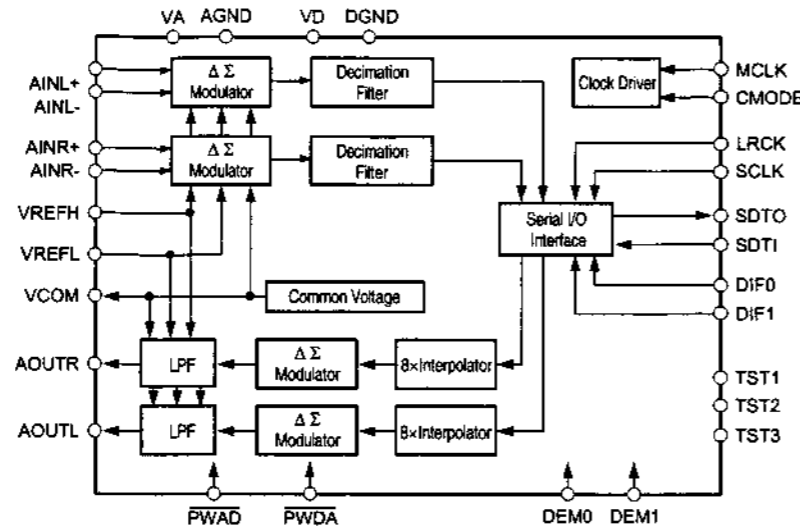 VA AGND VD DGND
AINL+
AINL-
ΔΣ
Modulator
Decimation
Filter
Clock Driver
MCLK
CMODE
AINR+
AINR-
ΔΣ
Modulator
Decimation
Filter
LRCK
SCLK
VREFH
VREFL
Serial I/O
Interface
SDTO
SDTI
VCOM
Common Voltage
DIF0
DIF1
AOUTR
LPF
ΔΣ
Modulator
8×Interpolator
TST1
TST2
TST3
AOUTL
LPF
ΔΣ
Modulator
8×Interpolator
PWAD PWDA DEM0 DEM1